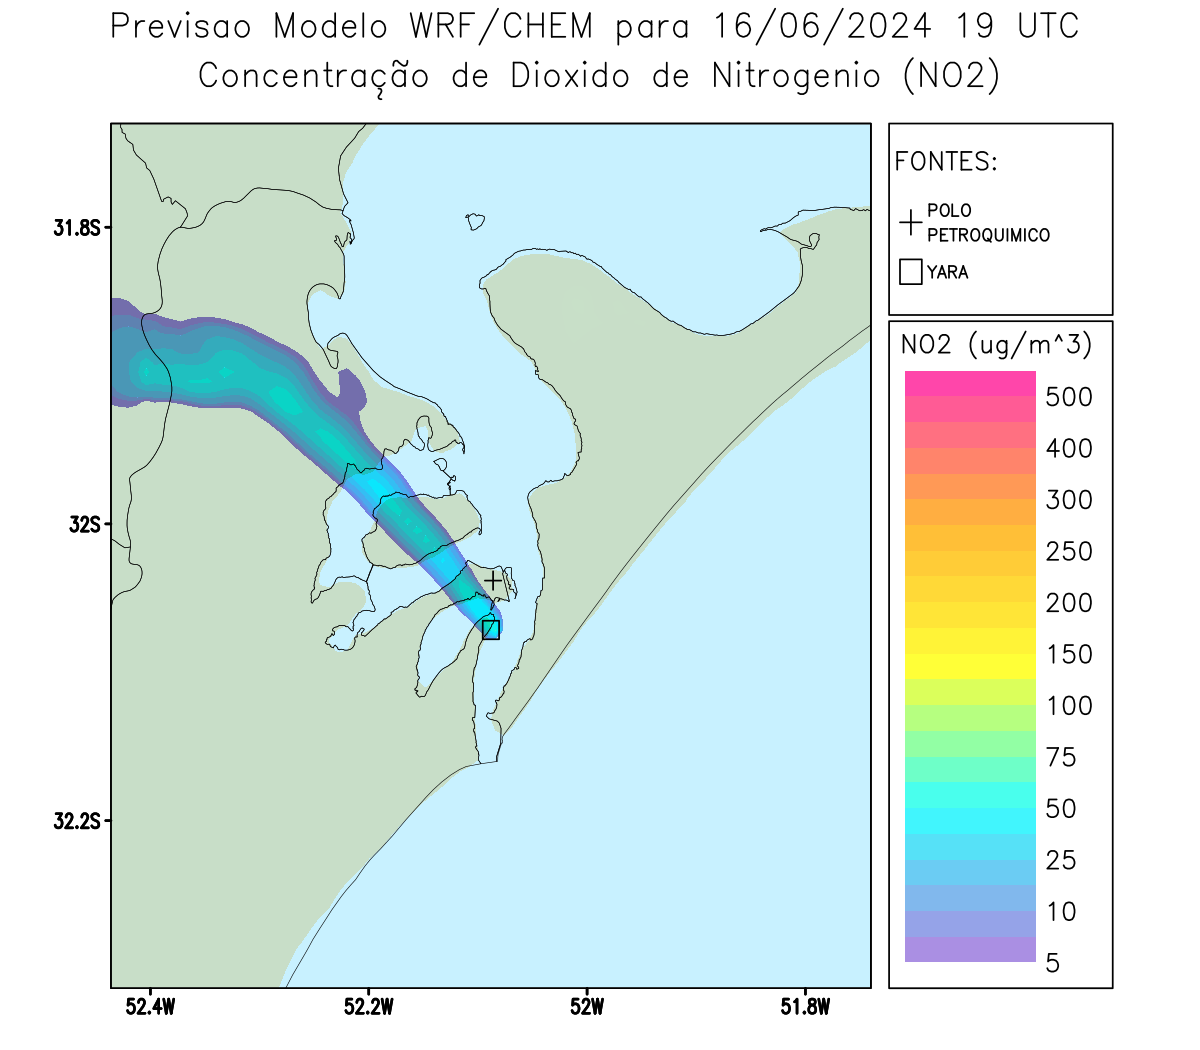 Previsao Modelo WRF/CHEM para 16/06/2024 19 UTC
Concentração de Dioxido de Nitrogenio (NO2)
FONTES:
POLO
PETROQUIMICO
YARA
NO2 (ug/m^3)
500
400
300
250
200
150
100
75
50
25
10
5
31.8S
32S
32.2S
52.4W
52.2W
52W
51.8W